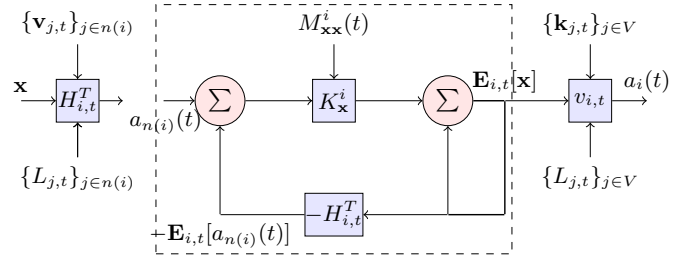 {v_{j,t}}_{j∈n(i)}
M^i_{xx}(t)
{k_{j,t}}_{j∈V}
x
H^T_{i,t}
a_{n(i)}(t)
∑
K^i_x
∑
E_{i,t}[x]
v_{i,t}
a_i(t)
{L_{j,t}}_{j∈n(i)}
{L_{j,t}}_{j∈V}
−H^T_{i,t}
−E_{i,t}[a_{n(i)}(t)]